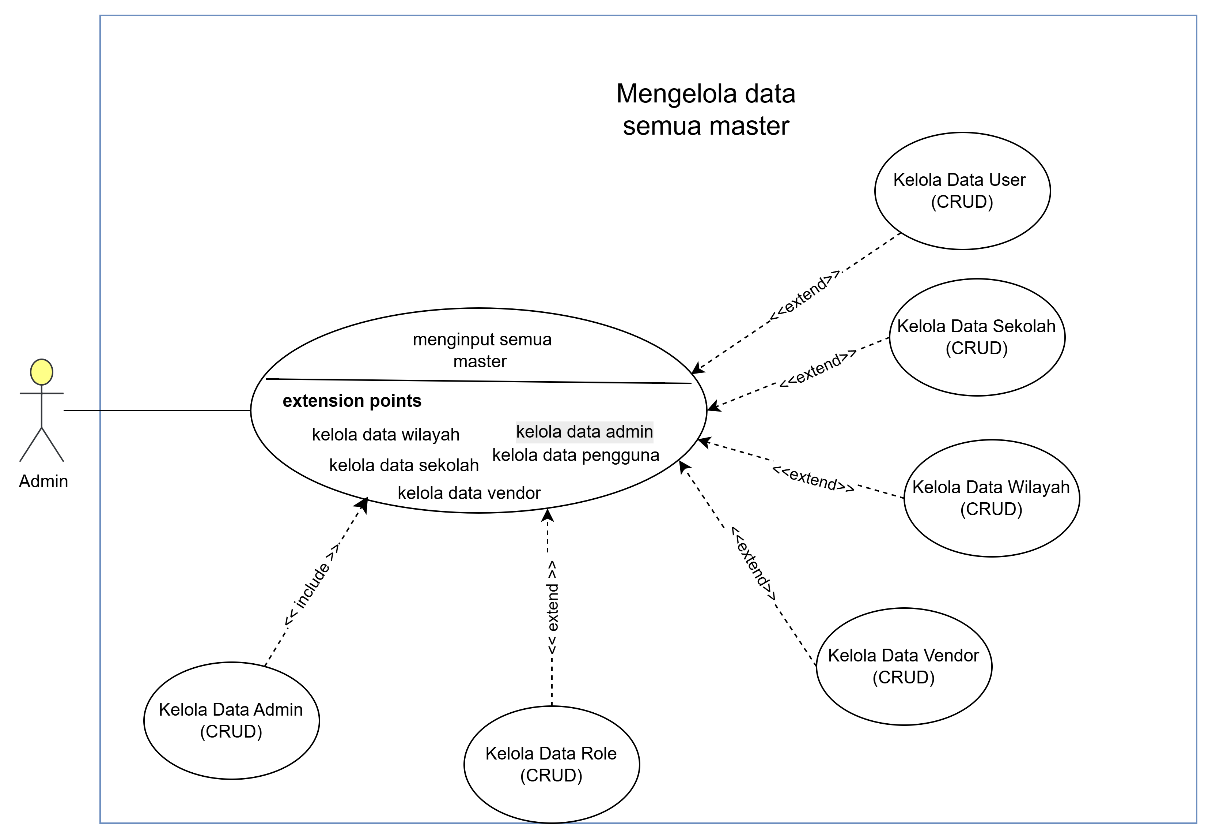 Mengelola data
semua master
Kelola Data User
(CRUD)
<<extend>>
Kelola Data Sekolah
(CRUD)
<<extend>>
menginput semua
master
extension points
kelola data wilayah
kelola data admin
kelola data pengguna
kelola data sekolah
kelola data vendor
Admin
<<extend>>
Kelola Data Wilayah
(CRUD)
<<extend>>
Kelola Data Vendor
(CRUD)
<< include >>
Kelola Data Admin
(CRUD)
<< extend >>
Kelola Data Role
(CRUD)